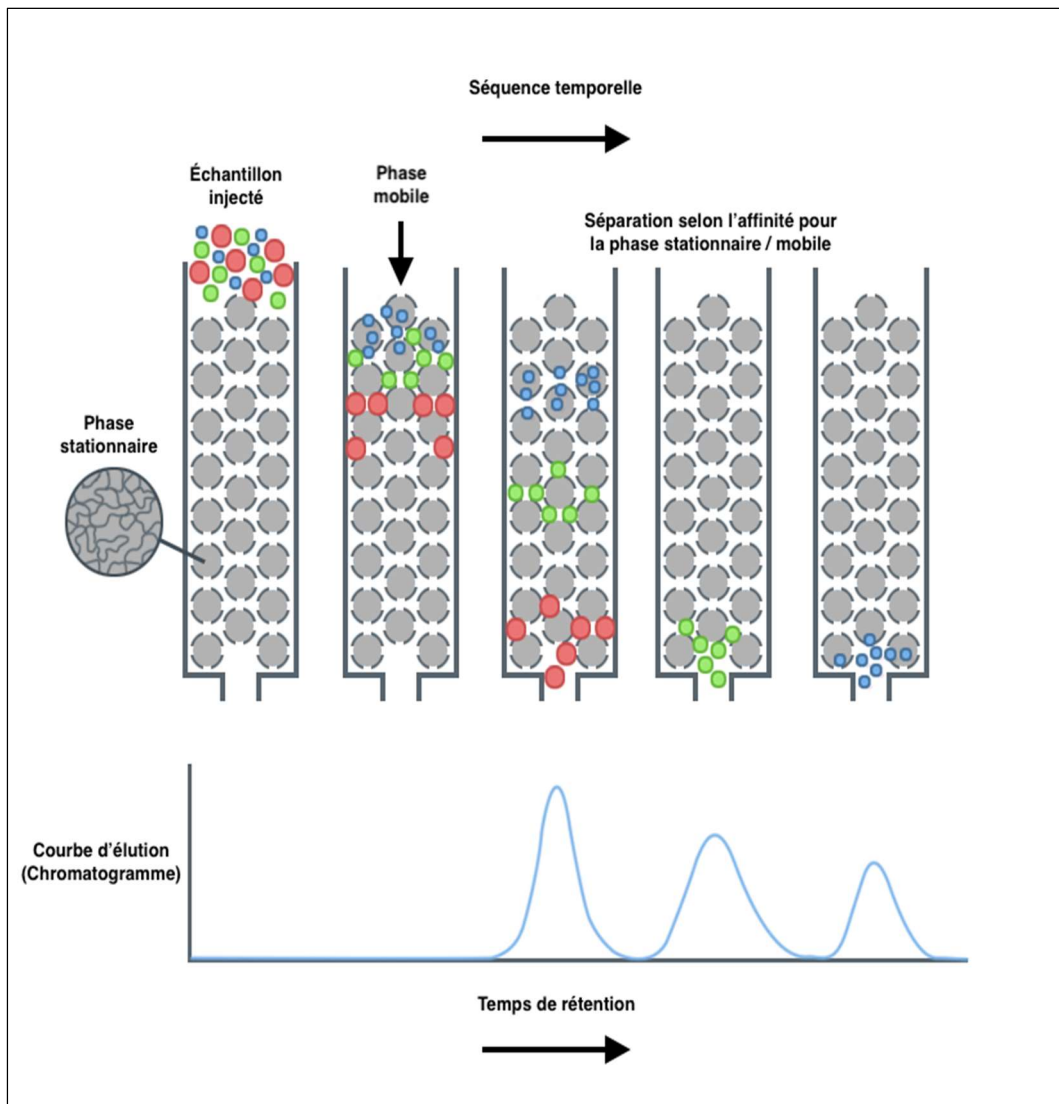 Séquence temporelle
Échantillon
injecté
Phase
mobile
Séparation selon l’affinité pour
la phase stationnaire / mobile
Phase
stationnaire
Courbe d’élution
(Chromatogramme)
Temps de rétention